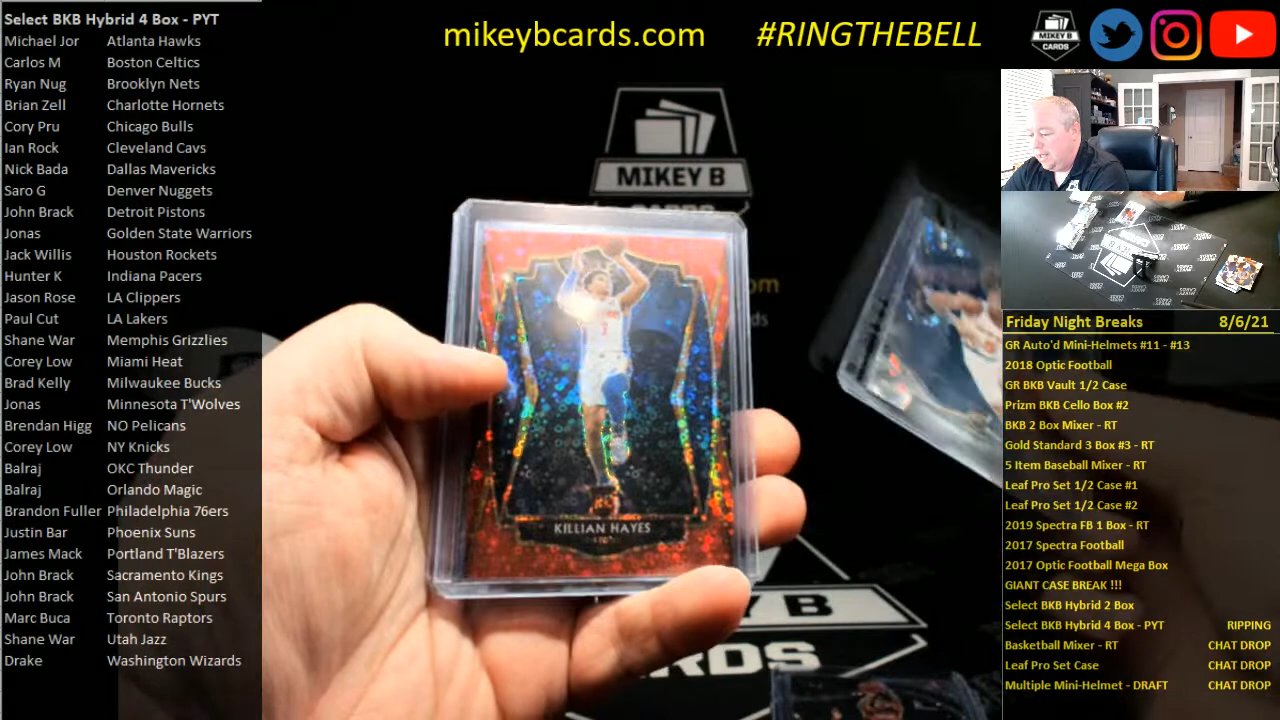 Select BKB Hybrid 4 Box - PYT
Michael Jor Atlanta Hawks
Carlos M Boston Celtics
Ryan Nug Brooklyn Nets
Brian Zell Charlotte Hornets
Cory Pru Chicago Bulls
Ian Rock Cleveland Cavs
Nick Bada Dallas Mavericks
Saro G Denver Nuggets
John Brack Detroit Pistons
Jonas Golden State Warriors
Jack Willis Houston Rockets
Hunter K Indiana Pacers
Jason Rose LA Clippers
Paul Cut LA Lakers
Shane War Memphis Grizzlies
Corey Low Miami Heat
Brad Kelly Milwaukee Bucks
Jonas Minnesota T'Wolves
Brendan Higg NO Pelicans
Corey Low NY Knicks
Balraj OKC Thunder
Balraj Orlando Magic
Brandon Fuller Philadelphia 76ers
Justin Bar Phoenix Suns
James Mack Portland T'Blazers
John Brack Sacramento Kings
John Brack San Antonio Spurs
Marc Buca Toronto Raptors
Shane War Utah Jazz
Drake Washington Wizards
mikeybcards.com #RINGTHEBELL
MIKEY B
CARDS
MIKEY B
CARDS
KILLIAN HAYES
Y B
CARDS
Friday Night Breaks 8/6/21
GR Auto'd Mini-Helmets #11 - #13
2018 Optic Football
GR BKB Vault 1/2 Case
Prizm BKB Cello Box #2
BKB 2 Box Mixer - RT
Gold Standard 3 Box #3 - RT
5 Item Baseball Mixer - RT
Leaf Pro Set 1/2 Case #1
Leaf Pro Set 1/2 Case #2
2019 Spectra FB 1 Box - RT
2017 Spectra Football
2017 Optic Football Mega Box
GIANT CASE BREAK !!!
Select BKB Hybrid 2 Box
Select BKB Hybrid 4 Box - PYT RIPPING
Basketball Mixer - RT CHAT DROP
Leaf Pro Set Case CHAT DROP
Multiple Mini-Helmet - DRAFT CHAT DROP